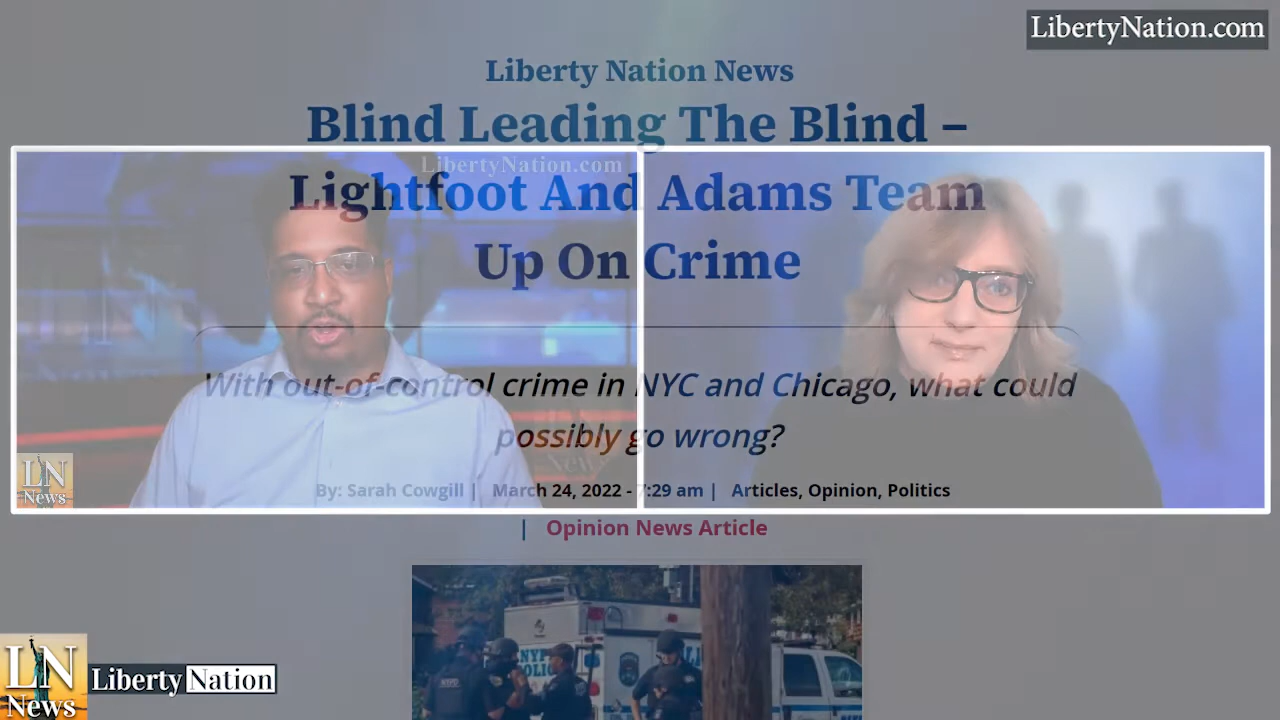 LibertyNation.com
Liberty Nation News
Blind Leading The Blind –
LibertyNation.com
Lightfoot And Adams Team
Up On Crime
With out-of-control crime in NYC and Chicago, what could
possibly go wrong?
LN
News
By: Sarah Cowgill | March 24, 2022 - 7:29 am | Articles, Opinion, Politics
| Opinion News Article
NYPD
LN
News
Liberty Nation